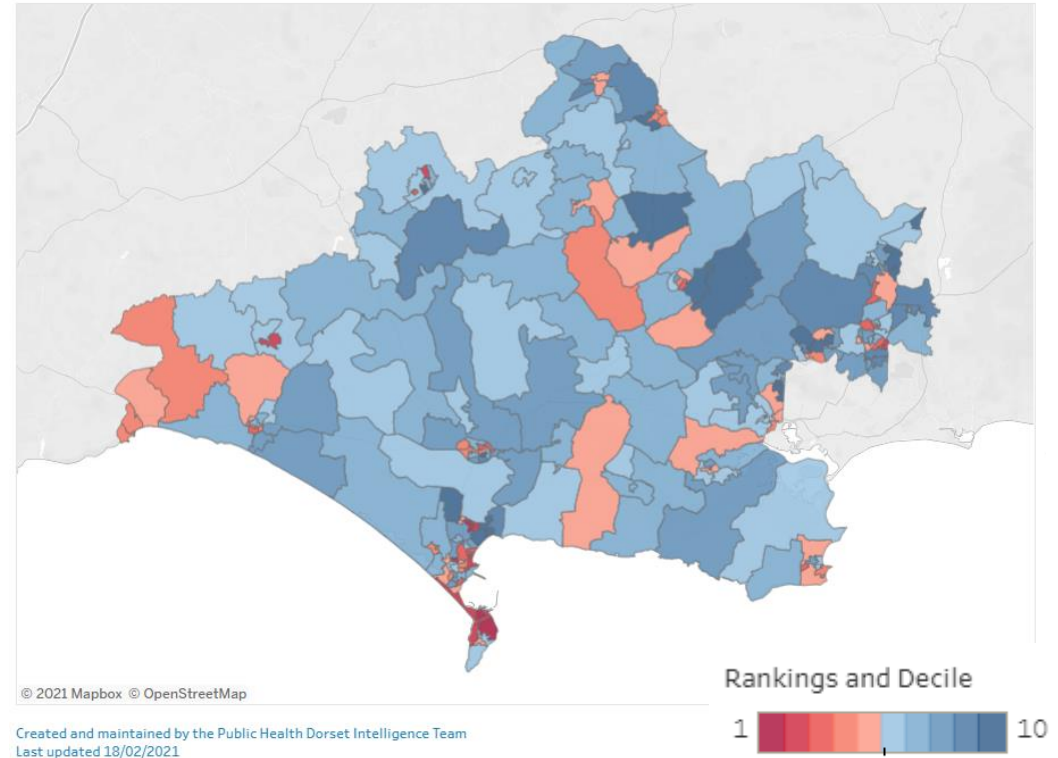 © 2021 Mapbox © OpenStreetMap
Rankings and Decile
1 10
Created and maintained by the Public Health Dorset Intelligence Team
Last updated 18/02/2021